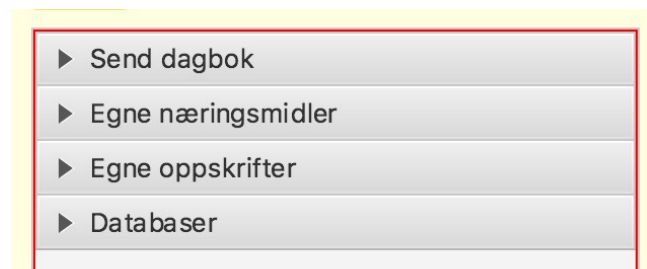 Send dagbok
Egne næringsmidler
Egne oppskrifter
Databaser